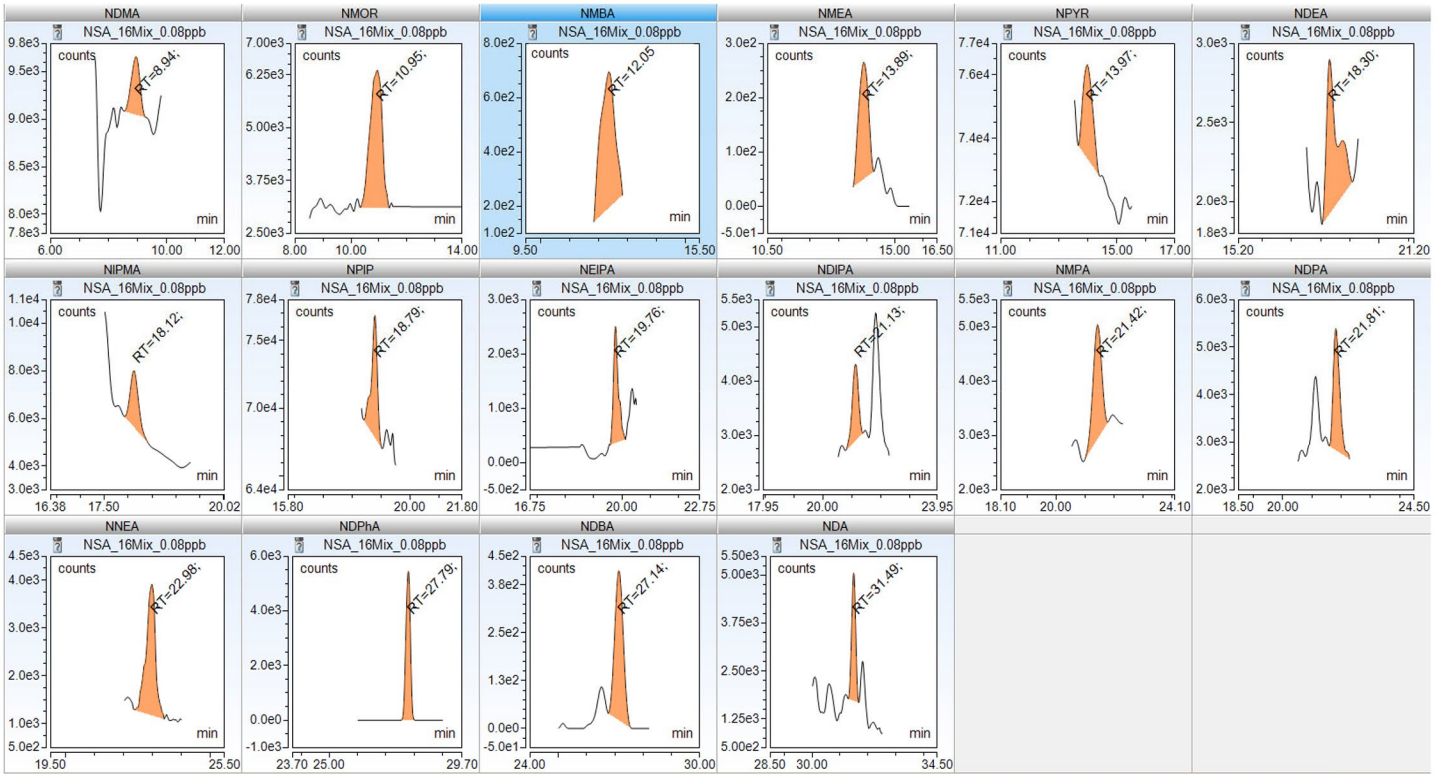 NDMA
NSA_16Mix_0.08ppb
counts
RT=8.94;
min
9.8e3
9.5e3
9.0e3
8.5e3
8.0e3
7.8e3
6.00 10.00 12.00
NMOR
NSA_16Mix_0.08ppb
counts
RT=10.95;
min
7.00e3
6.25e3
5.00e3
3.75e3
2.50e3
8.00 10.00 14.00
NMBA
NSA_16Mix_0.08ppb
counts
RT=12.05
min
8.0e2
6.0e2
4.0e2
2.0e2
1.0e2
9.50 15.50
NMEA
NSA_16Mix_0.08ppb
counts
RT=13.89;
min
3.0e2
2.0e2
1.0e2
0.0e0
-5.0e1
10.50 15.00 16.50
NPYR
NSA_16Mix_0.08ppb
counts
RT=13.97;
min
7.7e4
7.6e4
7.4e4
7.2e4
7.1e4
11.00 15.00 17.00
NDEA
NSA_16Mix_0.08ppb
counts
RT=18.30;
min
3.0e3
2.5e3
2.0e3
1.8e3
15.20 21.20
NIPMA
NSA_16Mix_0.08ppb
counts
RT=18.12;
min
1.1e4
1.0e4
8.0e3
6.0e3
4.0e3
3.0e3
16.38 17.50 20.02
NPIP
NSA_16Mix_0.08ppb
counts
RT=18.79;
min
7.8e4
7.5e4
7.0e4
6.4e4
15.80 20.00 21.80
NEIPA
NSA_16Mix_0.08ppb
counts
RT=19.76;
min
3.0e3
2.0e3
1.0e3
0.0e0
-5.0e2
16.75 20.00 22.75
NDIPA
NSA_16Mix_0.08ppb
counts
RT=21.13;
min
5.5e3
5.0e3
4.0e3
3.0e3
2.0e3
17.95 20.00 23.95
NMPA
NSA_16Mix_0.08ppb
counts
RT=21.42;
min
5.5e3
5.0e3
4.0e3
3.0e3
2.0e3
18.10 20.00 24.10
NDPA
NSA_16Mix_0.08ppb
counts
RT=21.81;
min
6.0e3
5.0e3
4.0e3
3.0e3
2.0e3
18.50 20.00 24.50
NNEA
NSA_16Mix_0.08ppb
counts
RT=22.98;
min
4.5e3
4.0e3
3.0e3
2.0e3
1.0e3
5.0e2
19.50 25.50
NDPhA
NSA_16Mix_0.08ppb
counts
RT=27.79;
min
6.0e3
4.0e3
2.0e3
0.0e0
-1.0e3
23.70 25.00 29.70
NDBA
NSA_16Mix_0.08ppb
counts
RT=27.14;
min
4.5e2
3.8e2
2.5e2
1.3e2
0.0e0
-5.0e1
24.00 30.00
NDA
NSA_16Mix_0.08ppb
counts
RT=31.49;
min
5.50e3
5.00e3
3.75e3
2.50e3
1.25e3
5.00e2
28.50 30.00 34.50